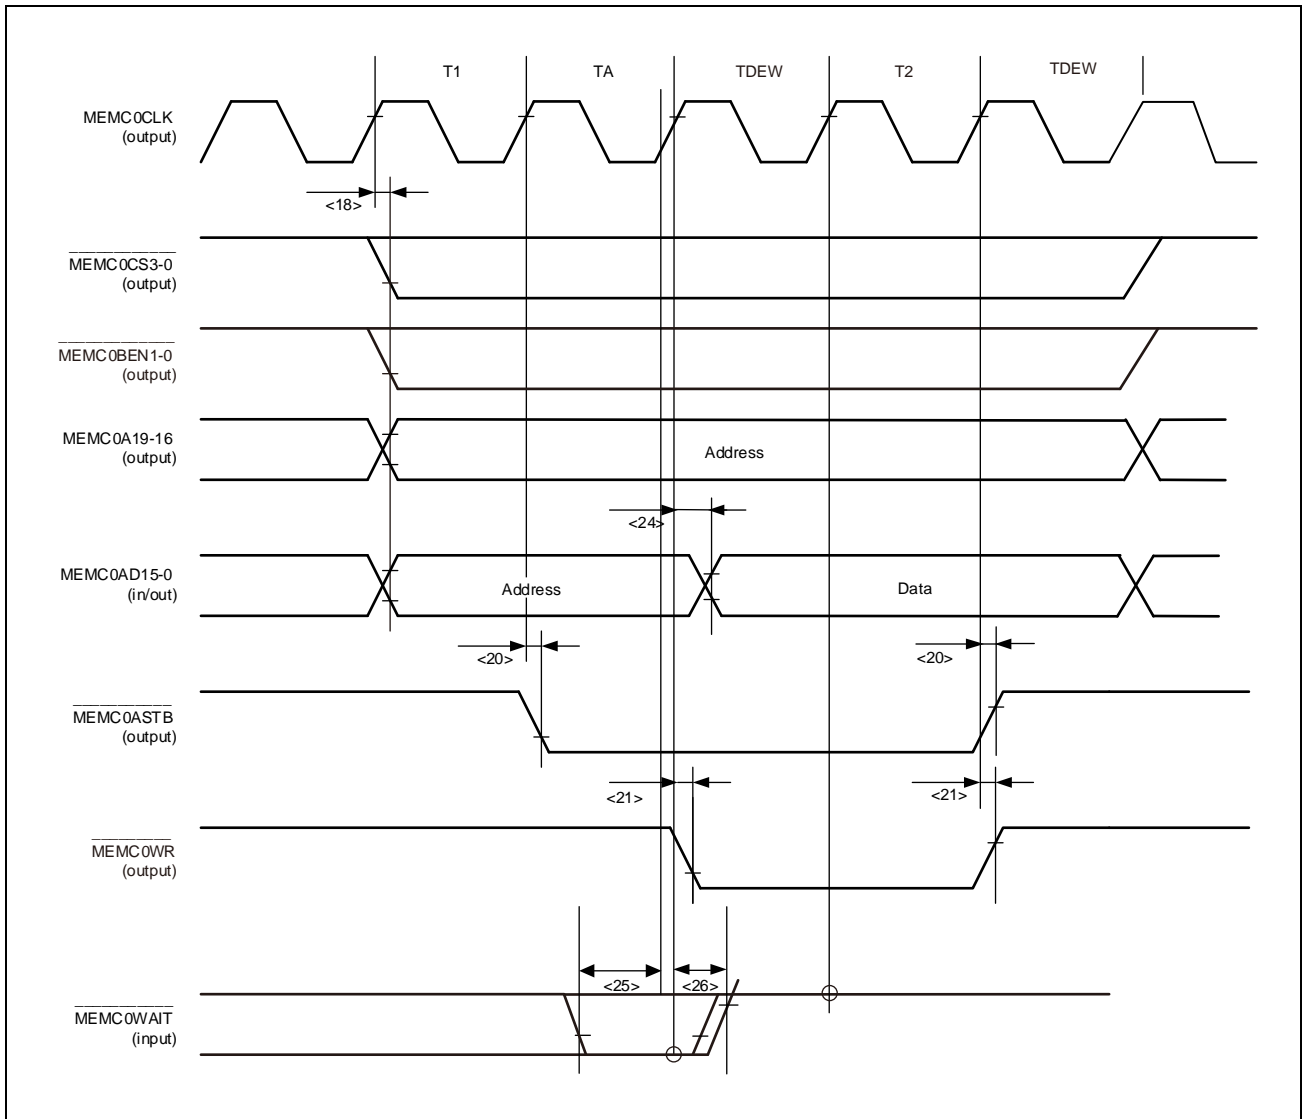 T1
TA
TDEW
T2
TDEW
MEMC0CLK
(output)
<18>
MEMC0CS3-0
(output)
MEMC0BEN1-0
(output)
MEMC0A19-16
(output)
Address
<24>
MEMC0AD15-0
(in/out)
Address
Data
<20>
<20>
MEMC0ASTB
(output)
<21>
<21>
MEMC0WR
(output)
<25>
<26>
MEMC0WAIT
(input)